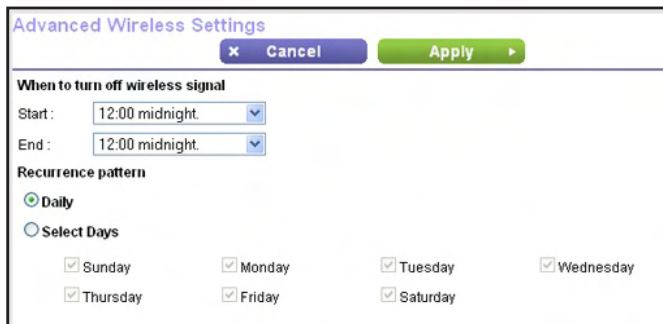 Advanced Wireless Settings
Cancel Apply
When to turn off wireless signal
Start : 12:00 midnight.
End : 12:00 midnight.
Recurrence pattern
Daily
Select Days
Sunday Monday Tuesday Wednesday
Thursday Friday Saturday